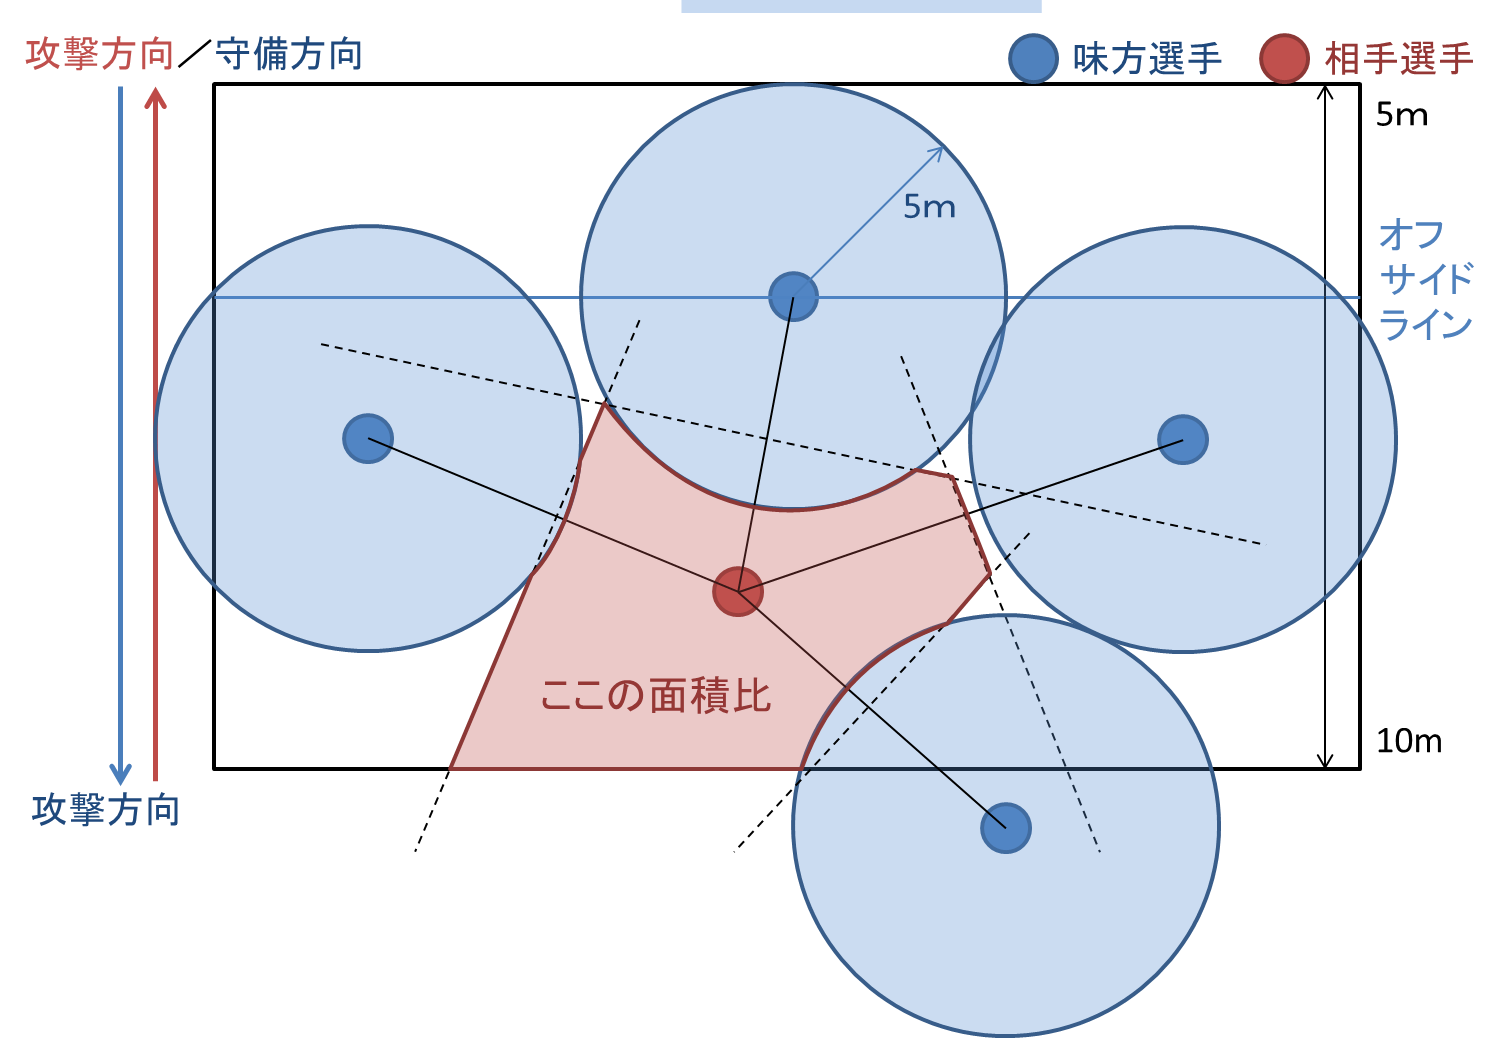 攻撃方向／守備方向
味方選手
相手選手
5m
5m
オフ
サイド
ライン
ここの面積比
10m
攻撃方向